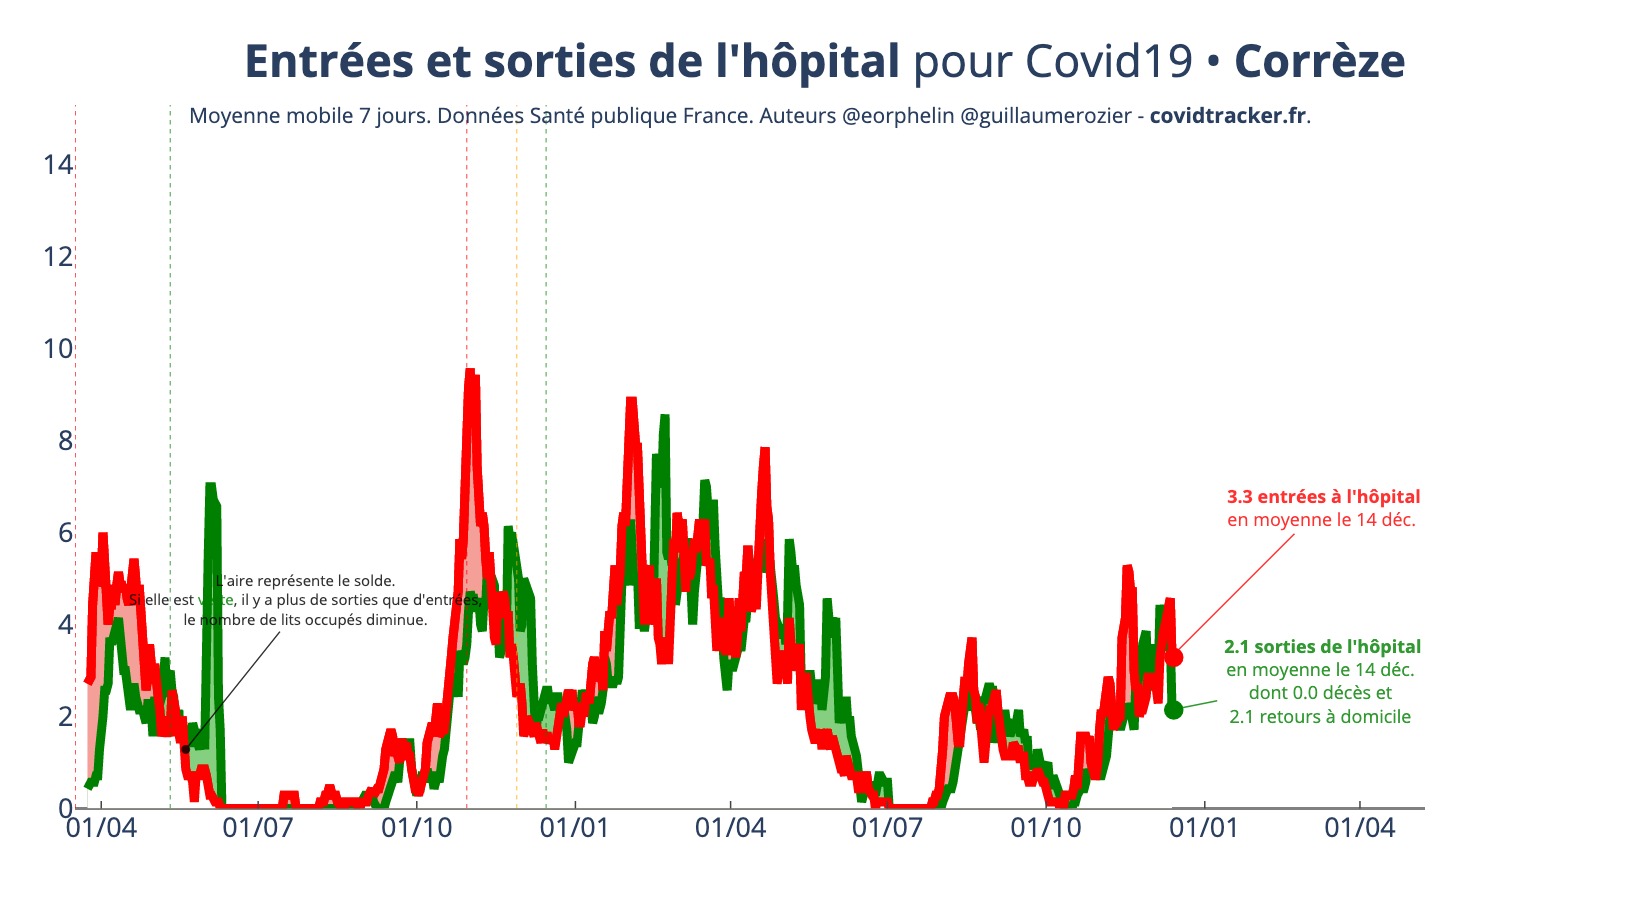 Entrées et sorties de l'hôpital pour Covid19 • Corrèze
Moyenne mobile 7 jours. Données Santé publique France. Auteurs @eorphelin @guillaumerozier - covidtracker.fr.
14
12
10
8
6
4
2
0
L'aire représente le solde.
Si elle est verte, il y a plus de sorties que d'entrées,
le nombre de lits occupés diminue.
3.3 entrées à l'hôpital
en moyenne le 14 déc.
2.1 sorties de l'hôpital
en moyenne le 14 déc.
dont 0.0 décès et
2.1 retours à domicile
01/04 01/07 01/10 01/01 01/04 01/07 01/10 01/01 01/04